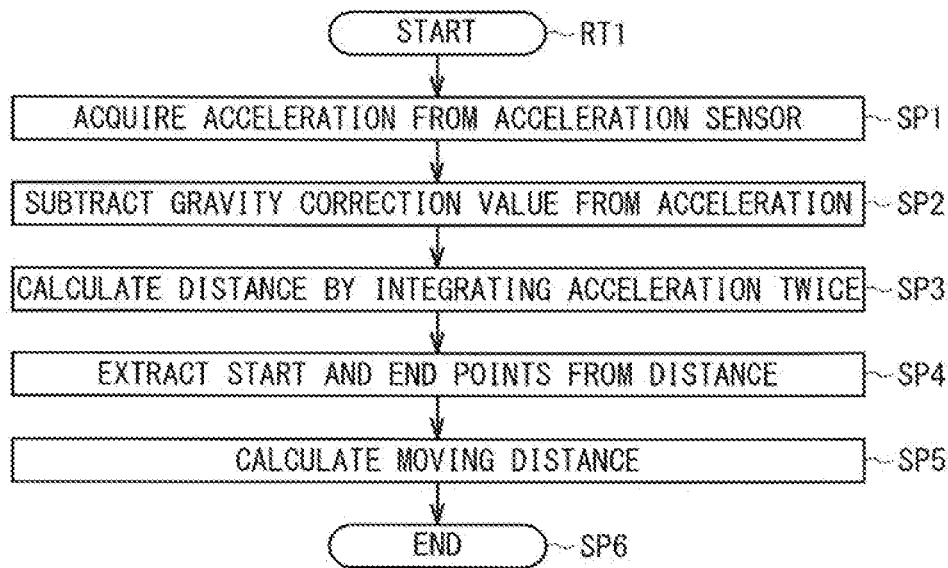 START RT1
ACQUIRE ACCELERATION FROM ACCELERATION SENSOR SP1
SUBTRACT GRAVITY CORRECTION VALUE FROM ACCELERATION SP2
CALCULATE DISTANCE BY INTEGRATING ACCELERATION TWICE SP3
EXTRACT START AND END POINTS FROM DISTANCE SP4
CALCULATE MOVING DISTANCE SP5
END SP6